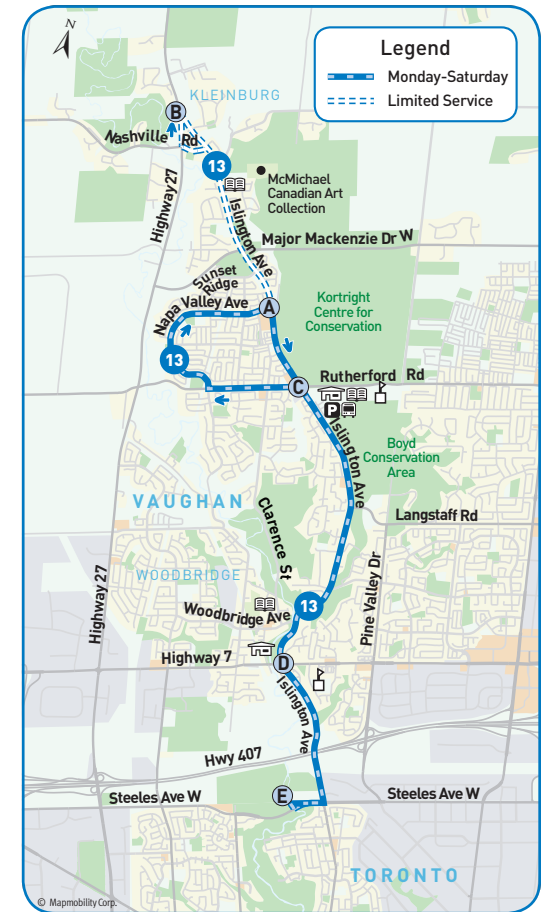 N
Legend
Monday-Saturday
Limited Service
KLEINBURG
B
Nashville Rd
13
McMichael
Canadian Art
Collection
Highway 27
Islington Ave
Major Mackenzie Dr W
Sunset
Ridge
Napa Valley Ave
A
Kortright
Centre for
Conservation
13
C
Rutherford Rd
P
Islington Ave
Boyd
Conservation
Area
VAUGHAN
Clarence St
Langstaff Rd
WOODBRIDGE
Highway 27
Woodbridge Ave
13
Pine Valley Dr
Highway 7
D
Islington Ave
Hwy 407
Steeles Ave W
E
Steeles Ave W
TORONTO
© Mapmobility Corp.